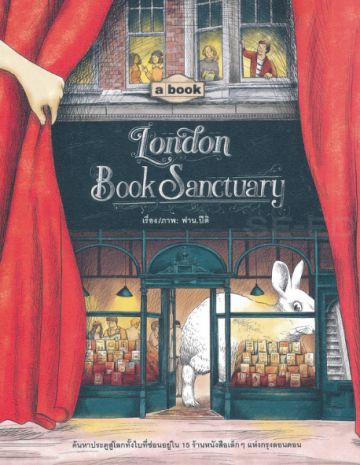 a book
London
Book Sanctuary
เรื่อง/ภาพ: ฟาน.ปีติ
ค้นหาประตูสู่โลกทั้งใบที่ซ่อนอยู่ใน 15 ร้านหนังสือเล็กๆ แห่งกรุงลอนดอน